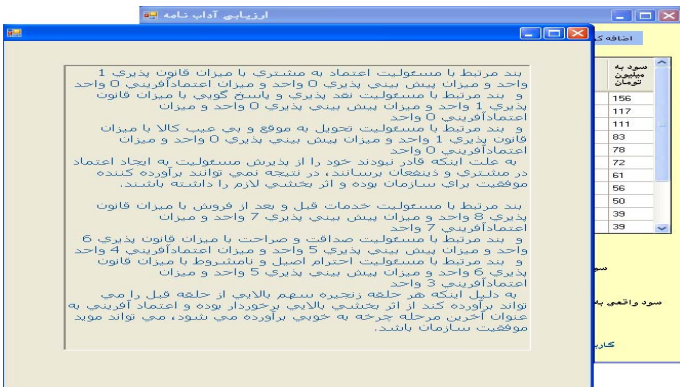 ارزیابی آداب نامه
اضافه ک
سود به
میلیون
تومان
156
117
111
83
78
72
61
56
50
39
39
سو
سود واقعی به
کاربر
بند مرتبط با مسئولیت اعتماد به مشتری با میزان قانون پذیری 1
واحد و میزان پیش بینی پذیری 0 واحد و میزان اعتمادآفرینی 0 واحد
و بند مرتبط با مسئولیت نقد پذیری و پاسخ گویی با میزان قانون
پذیری 1 واحد و میزان پیش بینی پذیری 0 واحد و میزان
اعتمادآفرینی 0 واحد
و بند مرتبط با مسئولیت تحویل به موقع و بی عیب کالا با میزان
قانون پذیری 1 واحد و میزان پیش بینی پذیری 0 واحد و میزان
اعتمادآفرینی 0 واحد
به علت اینکه قادر نبودند خود را از پذیرش مسئولیت به ایجاد اعتماد
در مشتری و ذینفعان برسانند، در نتیجه نمی توانند برآورده کننده
موفقیت برای سازمان بوده و اثر بخشی لازم را داشته باشند.
بند مرتبط با مسئولیت خدمات قبل و بعد از فروش با میزان قانون
پذیری 8 واحد و میزان پیش بینی پذیری 7 واحد و میزان
اعتمادآفرینی 7 واحد
و بند مرتبط با مسئولیت صداقت و صراحت با میزان قانون پذیری 6
واحد و میزان پیش بینی پذیری 5 واحد و میزان اعتمادآفرینی 4 واحد
و بند مرتبط با مسئولیت احترام اصیل و نامشروط با میزان قانون
پذیری 6 واحد و میزان پیش بینی پذیری 5 واحد و میزان
اعتمادآفرینی 3 واحد
به دلیل اینکه هر حلقه زنجیره سهم بالایی از حلقه قبل را می
تواند برآورده کند از اثر بخشی بالایی برخوردار بوده و اعتماد آفرینی به
عنوان آخرین مرحله چرخه به خوبی برآورده می شود، می تواند موید
موفقیت سازمان باشد.